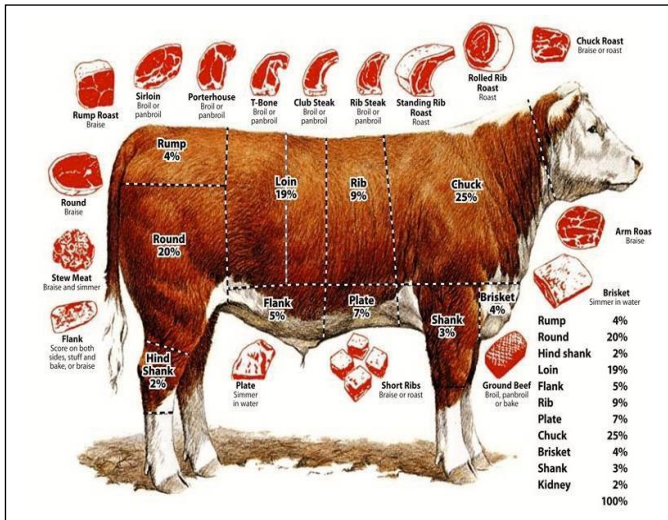 Chuck Roast
Braise or roast
Rolled Rib
Roast
Roast
Standing Rib
Roast
Roast
Rib Steak
Broil or
panbroil
Club Steak
Broil or
panbroil
T-Bone
Broil or
panbroil
Porterhouse
Broil or
panbroil
Sirloin
Broil or
panbroil
Rump Roast
Braise
Rump
4%
Loin
19%
Rib
9%
Chuck
25%
Round
Braise
Round
20%
Arm Roas
Braise
Stew Meat
Braise and simmer
Flank
Score on both
sides, stuff and
bake, or braise
Hind
Shank
2%
Flank
5%
Plate
7%
Shank
3%
Brisket
4%
Plate
Simmer
in water
Short Ribs
Braise or roast
Ground Beef
Broil, panbroil
or bake
Brisket
Simmer in water
Rump 4%
Round 20%
Hind shank 2%
Loin 19%
Flank 5%
Rib 9%
Plate 7%
Chuck 25%
Brisket 4%
Shank 3%
Kidney 2%
100%